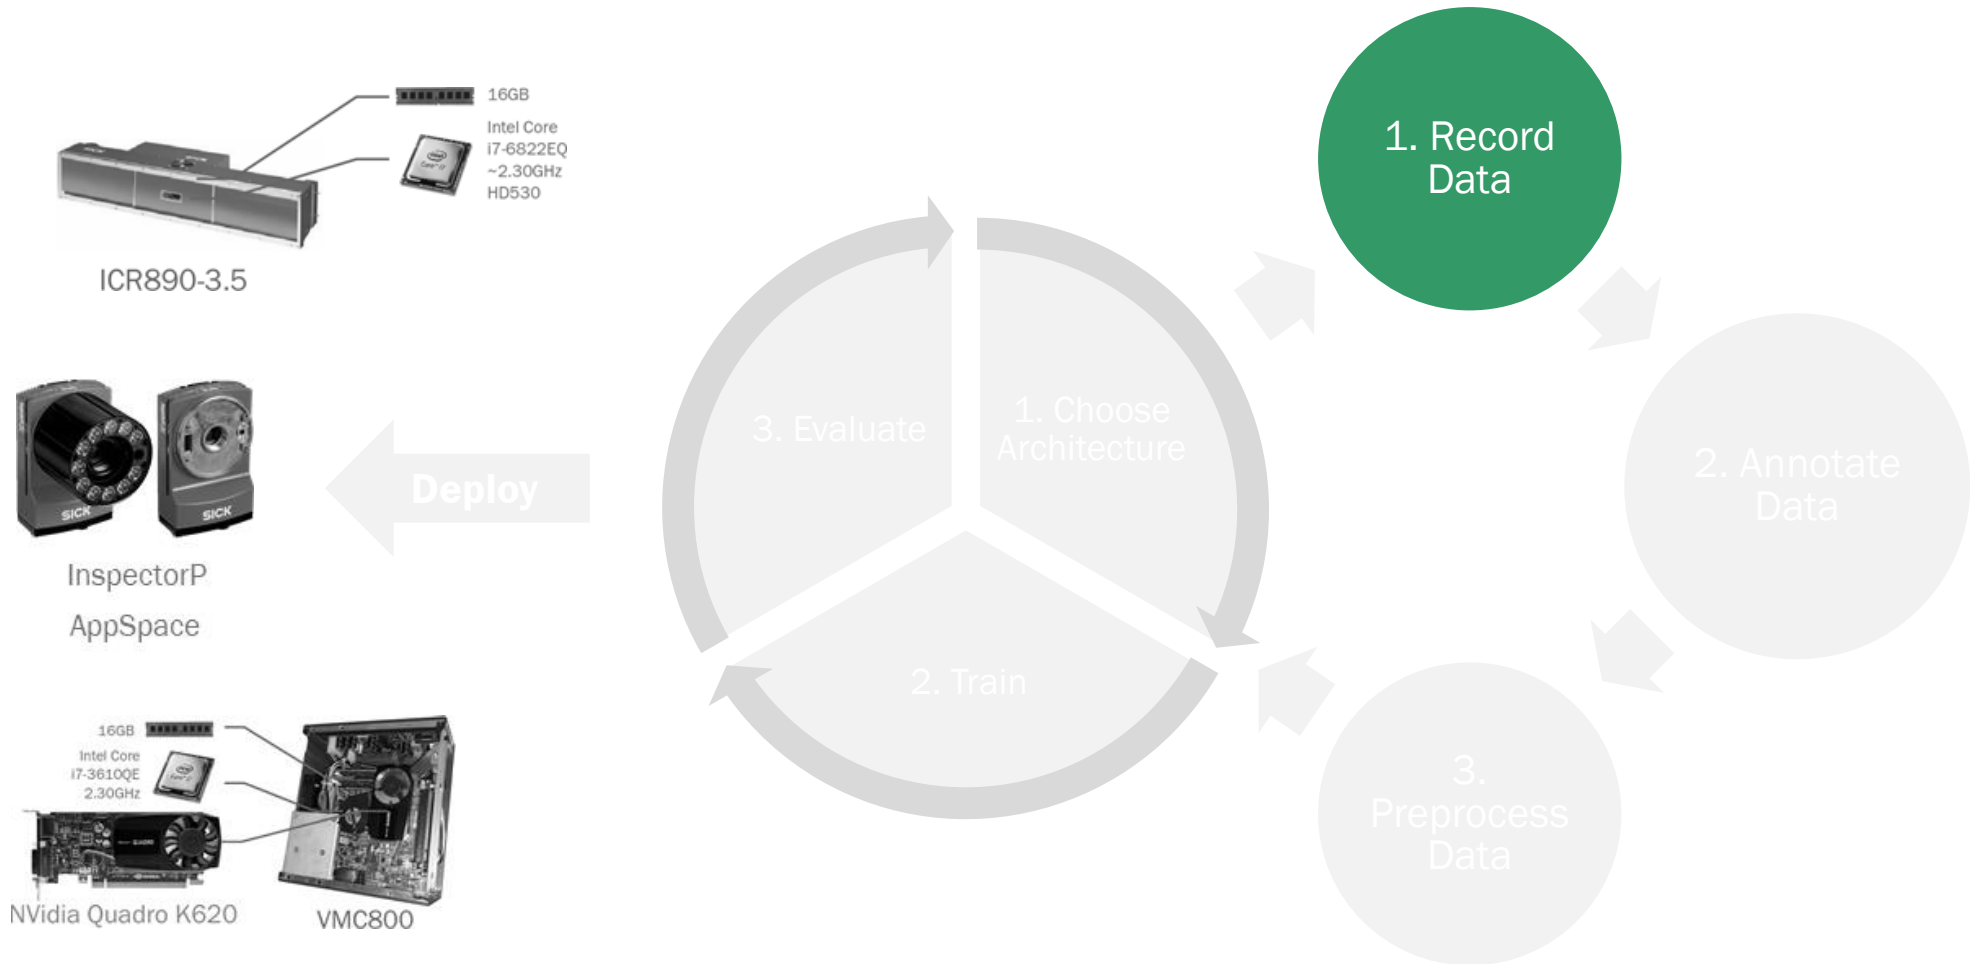 16GB
Intel Core
i7-6822EQ
~2.30GHz
HD530
ICR890-3.5
SICK
SICK
InspectorP
AppSpace
16GB
Intel Core
i7-3610QE
2.30GHz
NVidia Quadro K620
VMC800
Deploy
3. Evaluate
1. Choose
Architecture
2. Train
1. Record
Data
2. Annotate
Data
3.
Preprocess
Data